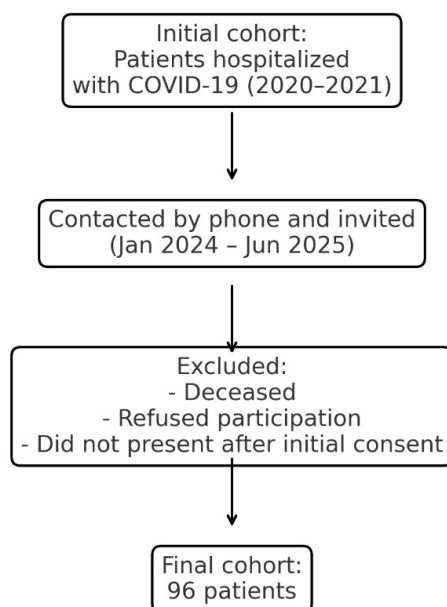 Initial cohort:
Patients hospitalized
with COVID-19 (2020–2021)
Contacted by phone and invited
(Jan 2024 – Jun 2025)
Excluded:
- Deceased
- Refused participation
- Did not present after initial consent
Final cohort:
96 patients